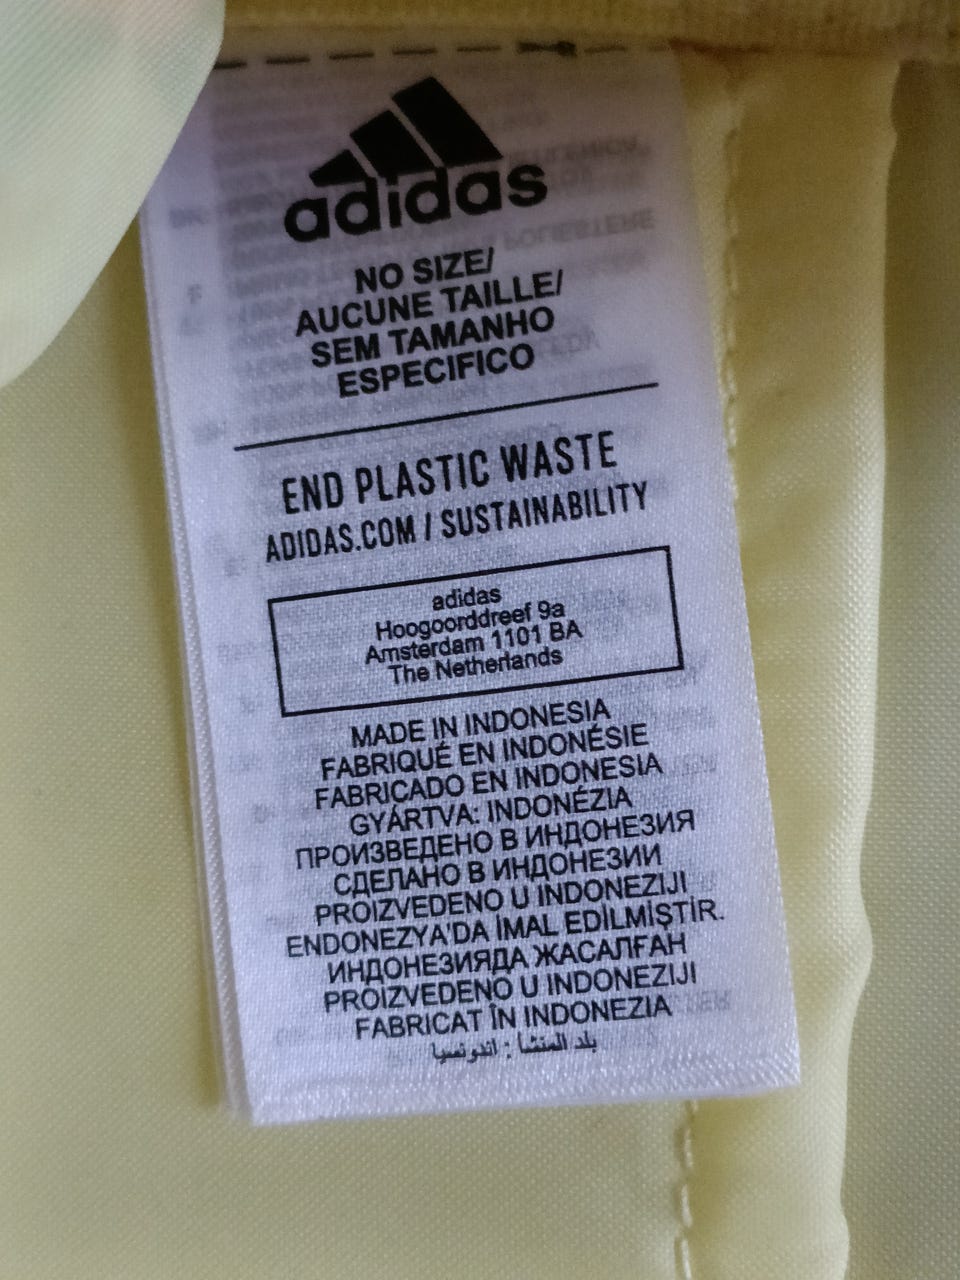 adidas
NO SIZE/
AUCUNE TAILLE/
SEM TAMANHO
ESPECIFICO
END PLASTIC WASTE
ADIDAS.COM / SUSTAINABILITY
adidas
Hoogoorddreef 9a
Amsterdam 1101 BA
The Netherlands
MADE IN INDONESIA
FABRIQUÉ EN INDONÉSIE
FABRICADO EN INDONESIA
GYÁRTVA: INDONÉZIA
ПРОИЗВЕДЕНО В ИНДОНЕЗИЯ
СДЕЛАНО В ИНДОНЕЗИИ
PROIZVEDENO U INDONEZIJI
ENDONEZYA'DA İMAL EDİLMİŞTİR.
ИНДОНЕЗИЯДА ЖАСАЛҒАН
PROIZVEDENO U INDONEZIJI
FABRICAT ÎN INDONEZIA
بلد المنشأ : اندونسيا